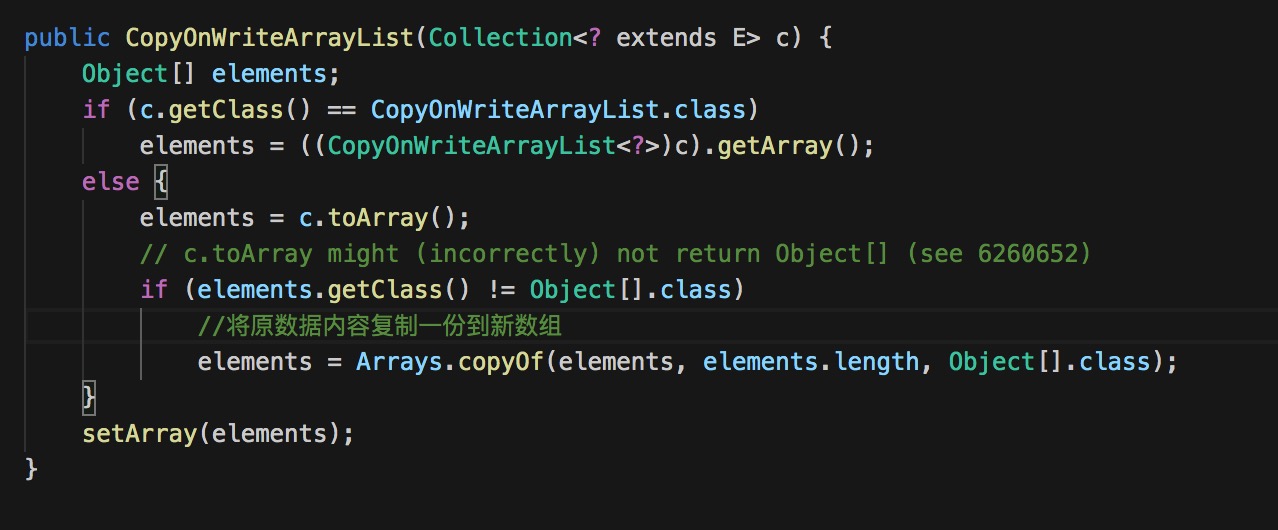 public CopyOnWriteArrayList(Collection<? extends E> c) {
    Object[] elements;
    if (c.getClass() == CopyOnWriteArrayList.class)
        elements = ((CopyOnWriteArrayList<?>)c).getArray();
    else {
        elements = c.toArray();
        // c.toArray might (incorrectly) not return Object[] (see 6260652)
        if (elements.getClass() != Object[].class)
            //将原数据内容复制一份到新数组
            elements = Arrays.copyOf(elements, elements.length, Object[].class);
    }
    setArray(elements);
}